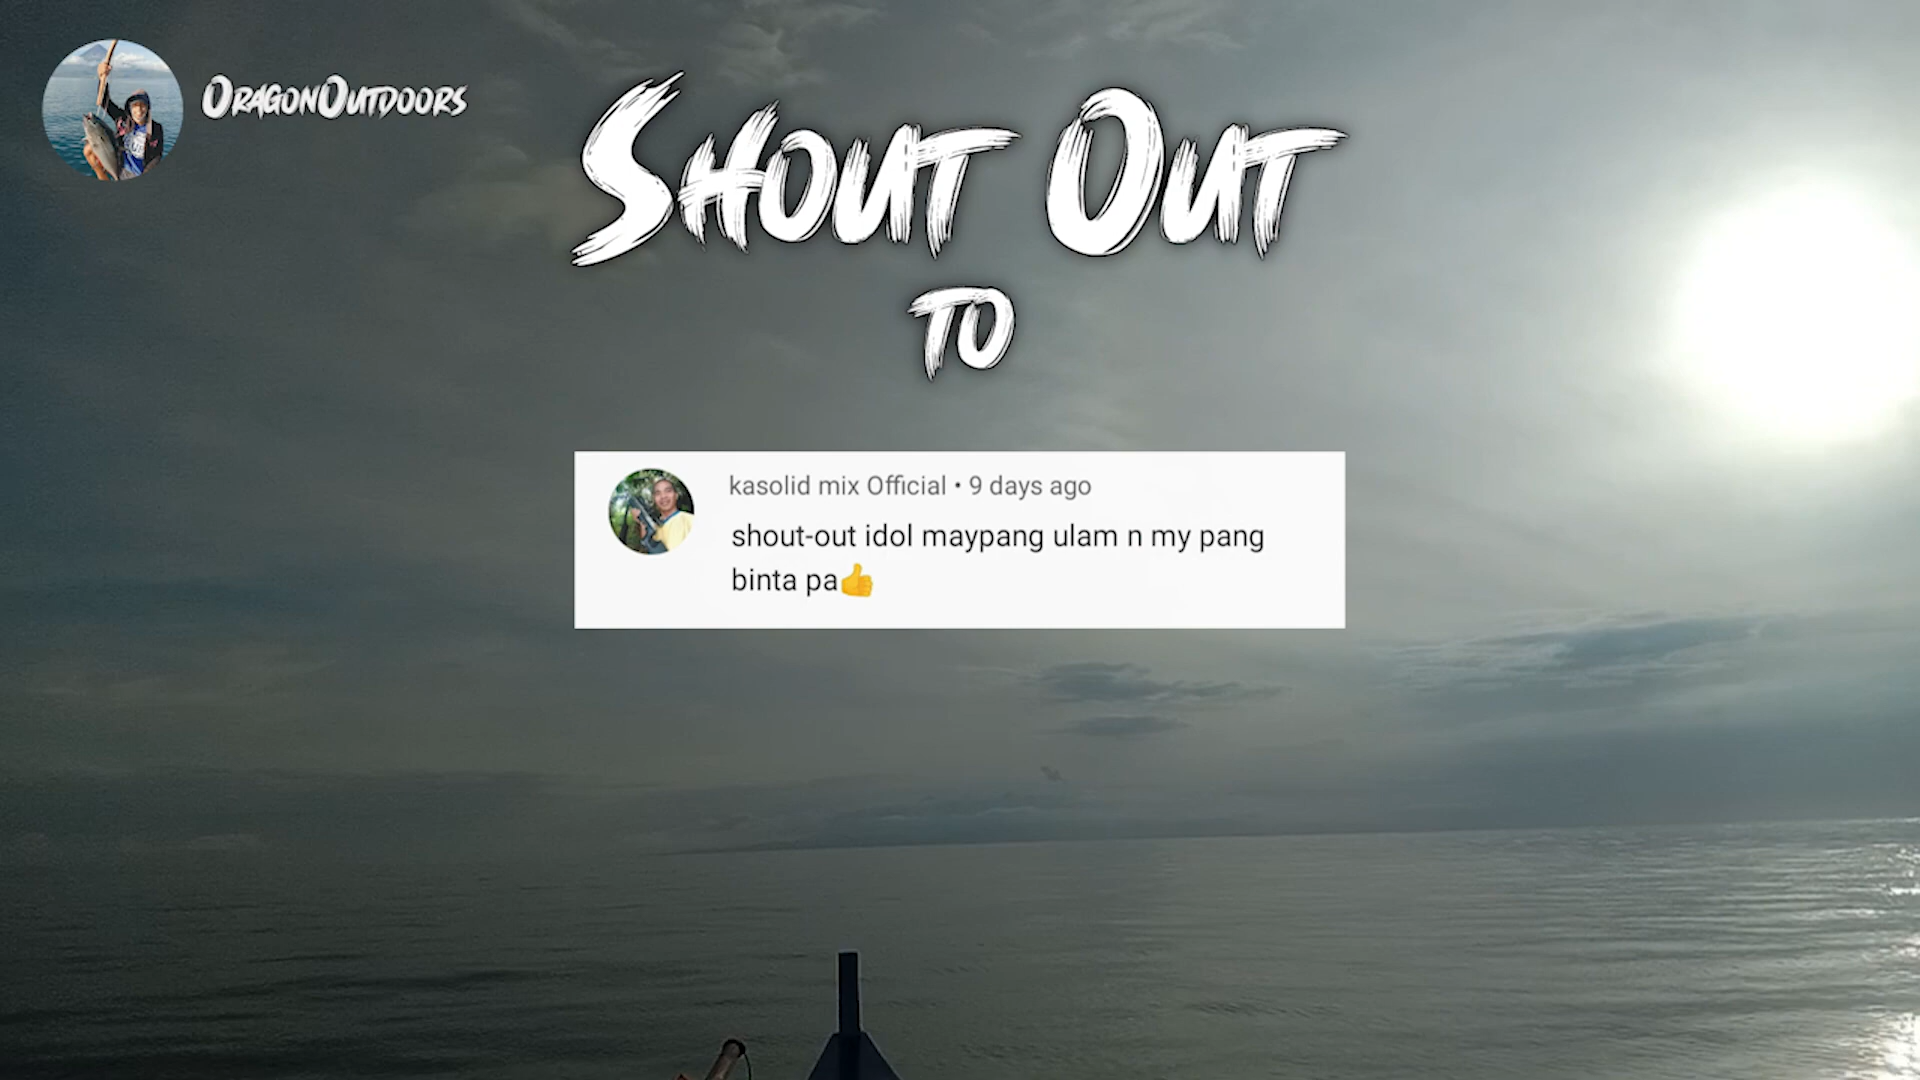 OragonOutdoors
Shout Out
to
kasolid mix Official • 9 days ago
shout-out idol maypang ulam n my pang
binta pa👍